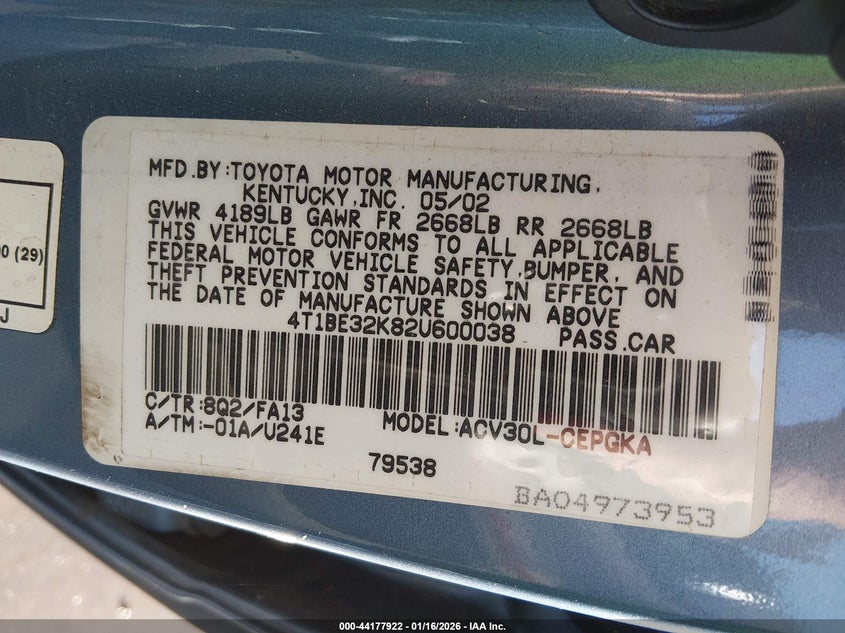 MFD.BY:TOYOTA MOTOR MANUFACTURING,
KENTUCKY,INC. 05/02
GVWR 4189LB GAWR FR 2668LB RR 2668LB
THIS VEHICLE CONFORMS TO ALL APPLICABLE
FEDERAL MOTOR VEHICLE SAFETY,BUMPER, AND
THEFT PREVENTION STANDARDS IN EFFECT ON
THE DATE OF MANUFACTURE SHOWN ABOVE
4T1BE32K82U600038 PASS.CAR
C/TR:8Q2/FA13 MODEL:ACV30L-CEPGKA
A/TM:-01A/U241E
79538
BA04973953
0 (29)
J
000-44177922 - 01/16/2026 - IAA Inc.